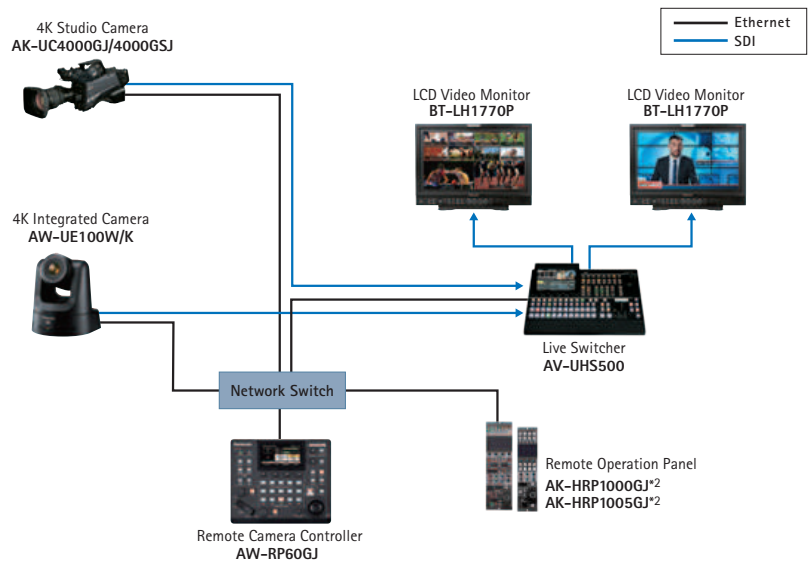 4K Studio Camera
AK-UC4000GJ/4000GSJ
Ethernet
SDI
LCD Video Monitor
BT-LH1770P
LCD Video Monitor
BT-LH1770P
4K Integrated Camera
AW-UE100W/K
Live Switcher
AV-UHS500
Network Switch
Remote Operation Panel
AK-HRP1000GJ*2
AK-HRP1005GJ*2
Remote Camera Controller
AW-RP60GJ